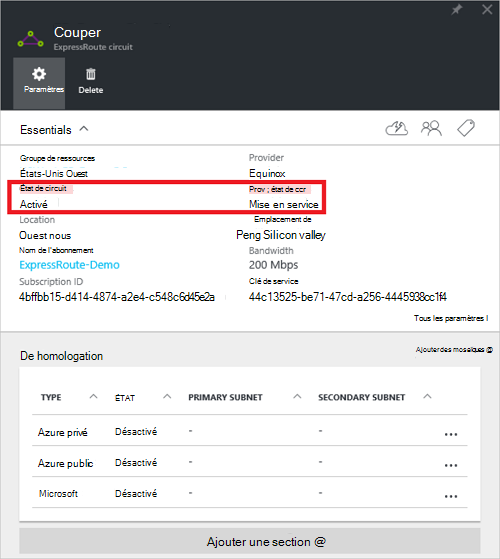 Couper
ExpressRoute circuit
Paramètres
Delete
Essentials
Groupe de ressources
Provider
États-Unis Ouest
Equinox
État de circuit
Prov ; état de ccr
Activé
Mise en service
Location
Emplacement de
Ouest nous
Peng Silicon valley
Nom de l'abonnement
Bandwidth
ExpressRoute-Demo
200 Mbps
Subscription ID
Clé de service
4bffbb15-d414-4874-a2e4-c548c6d45e2a
44c13525-be71-47cd-a256-4445938cc1f4
Tous les paramètres l
De homologation
Ajouter des mosaïques @
TYPE ÉTAT PRIMARY SUBNET SECONDARY SUBNET
Azure privé Désactivé - - ...
Azure public Désactivé - - ...
Microsoft Désactivé - - ...
Ajouter une section @